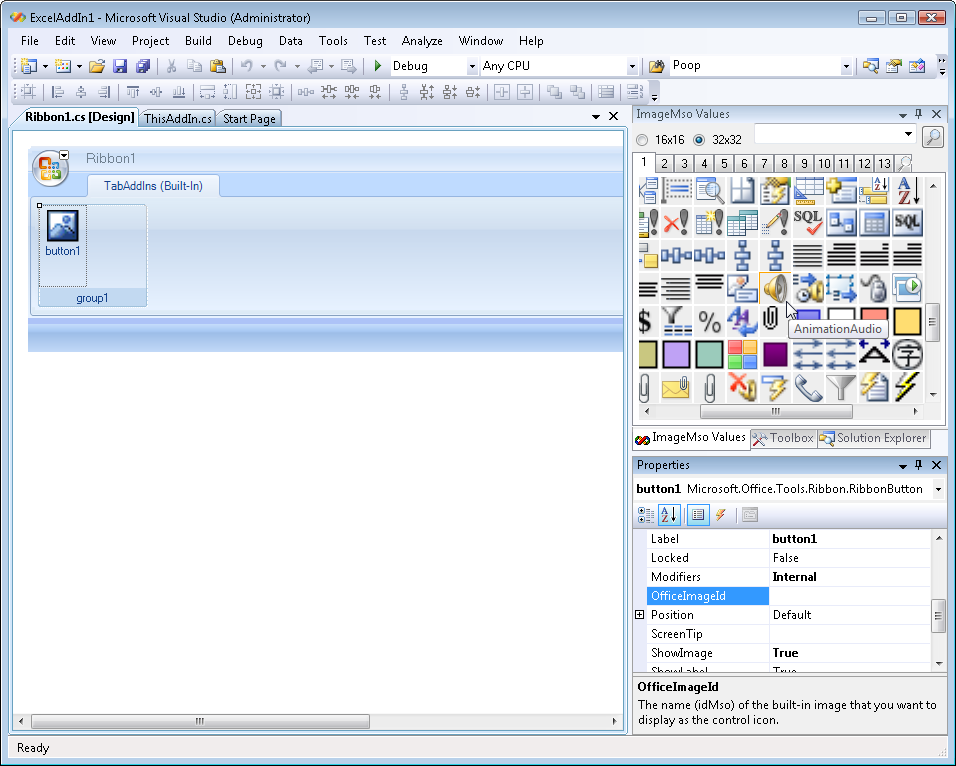 ExcelAddIn1 - Microsoft Visual Studio (Administrator)
File Edit View Project Build Debug Data Tools Test Analyze Window Help
Debug Any CPU Poop
Ribbon1.cs [Design] ThisAddIn.cs Start Page
Ribbon1
TabAddIns (Built-In)
button1
group1
ImageMso Values
16x16 32x32
1 2 3 4 5 6 7 8 9 10 11 12 13
SQL
SQL
AnimationAudio
ImageMso Values Toolbox Solution Explorer
Properties
button1 Microsoft.Office.Tools.Ribbon.RibbonButton
Label button1
Locked False
Modifiers Internal
OfficeImageId
Position Default
ScreenTip
ShowImage True
ShowLabel True
OfficeImageId
The name (idMso) of the built-in image that you want to
display as the control icon.
Ready